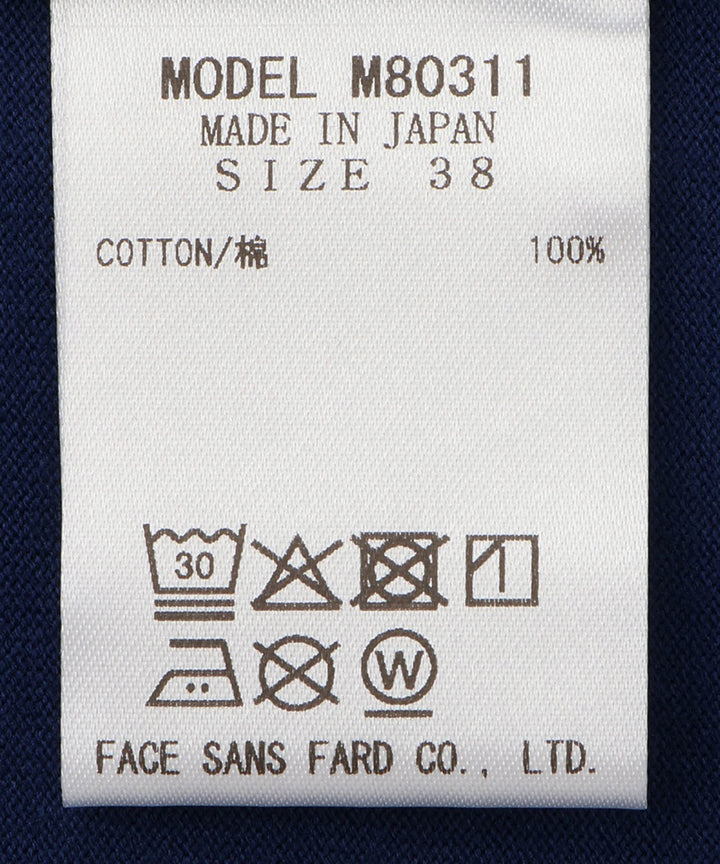 MODEL M80311
MADE IN JAPAN
SIZE 38
COTTON/棉 100%
30
W
FACE SANS FARD CO., LTD.